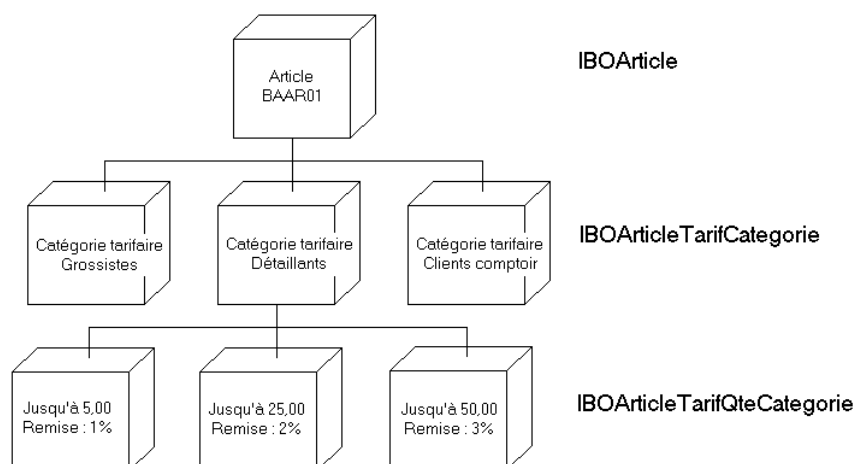 Article
BAAR01
IBOArticle
Catégorie tarifaire
Grossistes
Catégorie tarifaire
Détaillants
Catégorie tarifaire
Clients comptoir
IBOArticleTarifCategorie
Jusqu'à 5,00
Remise : 1%
Jusqu'à 25,00
Remise : 2%
Jusqu'à 50,00
Remise : 3%
IBOArticleTarifQteCategorie